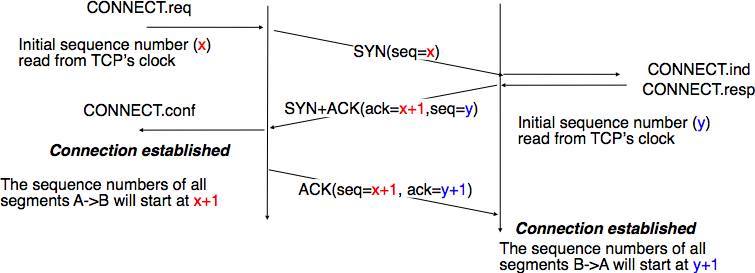 CONNECT.req
Initial sequence number (x)
read from TCP's clock
SYN(seq=x)
CONNECT.ind
CONNECT.resp
CONNECT.conf
SYN+ACK(ack=x+1,seq=y)
Initial sequence number (y)
read from TCP's clock
Connection established
The sequence numbers of all
segments A->B will start at x+1
ACK(seq=x+1, ack=y+1)
Connection established
The sequence numbers of all
segments B->A will start at y+1